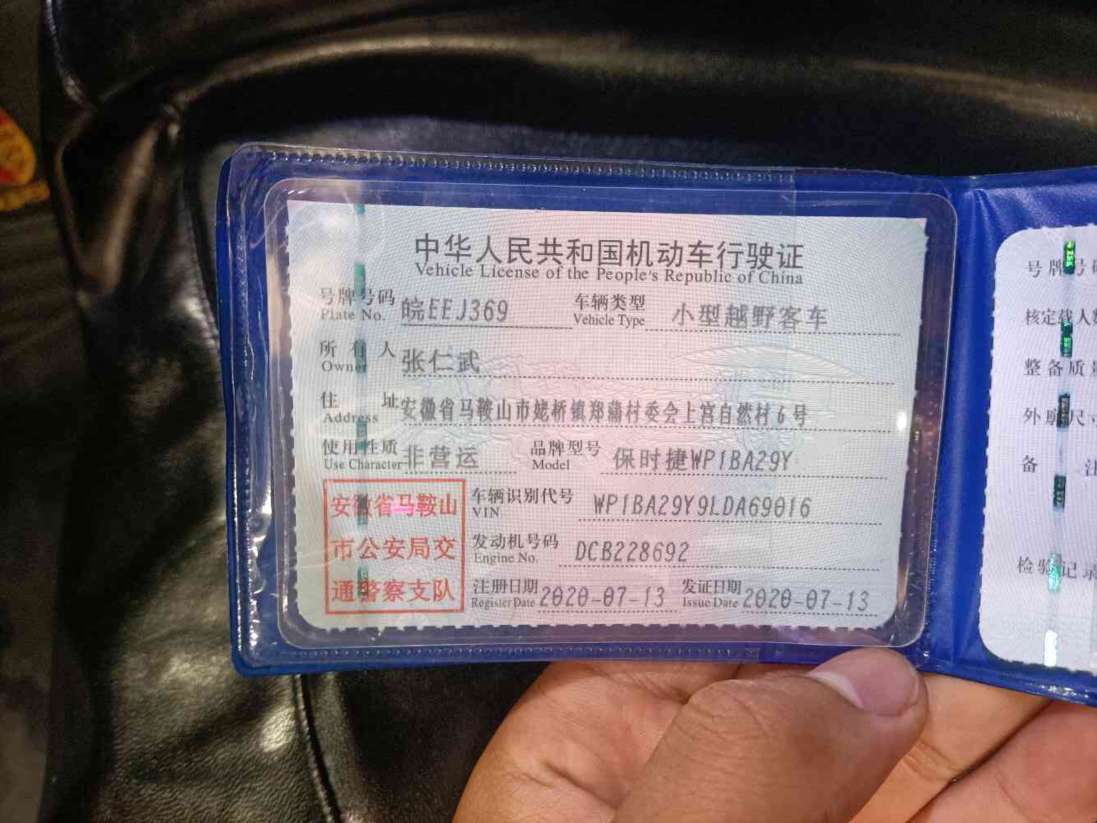 中华人民共和国机动车行驶证
Vehicle License of the People's Republic of China
号牌号码 皖EEJ369 车辆类型 小型越野客车
Plate No. Vehicle Type
所有人 张仁武
Owner
住址 安徽省马鞍山市姥桥镇郑蒲村委会上宫自然村6号
Address
使用性质 非营运 品牌型号 保时捷WP1BA29Y
Use Character Model
安徽省马鞍山
市公安局交
通警察支队
车辆识别代号 WP1BA29Y9LDA69016
VIN
发动机号码 DCB228692
Engine No.
注册日期 2020-07-13 发证日期 2020-07-13
Register Date Issue Date
号牌号码
核定载人数
整备质量
外廓尺寸
备注
检验记录